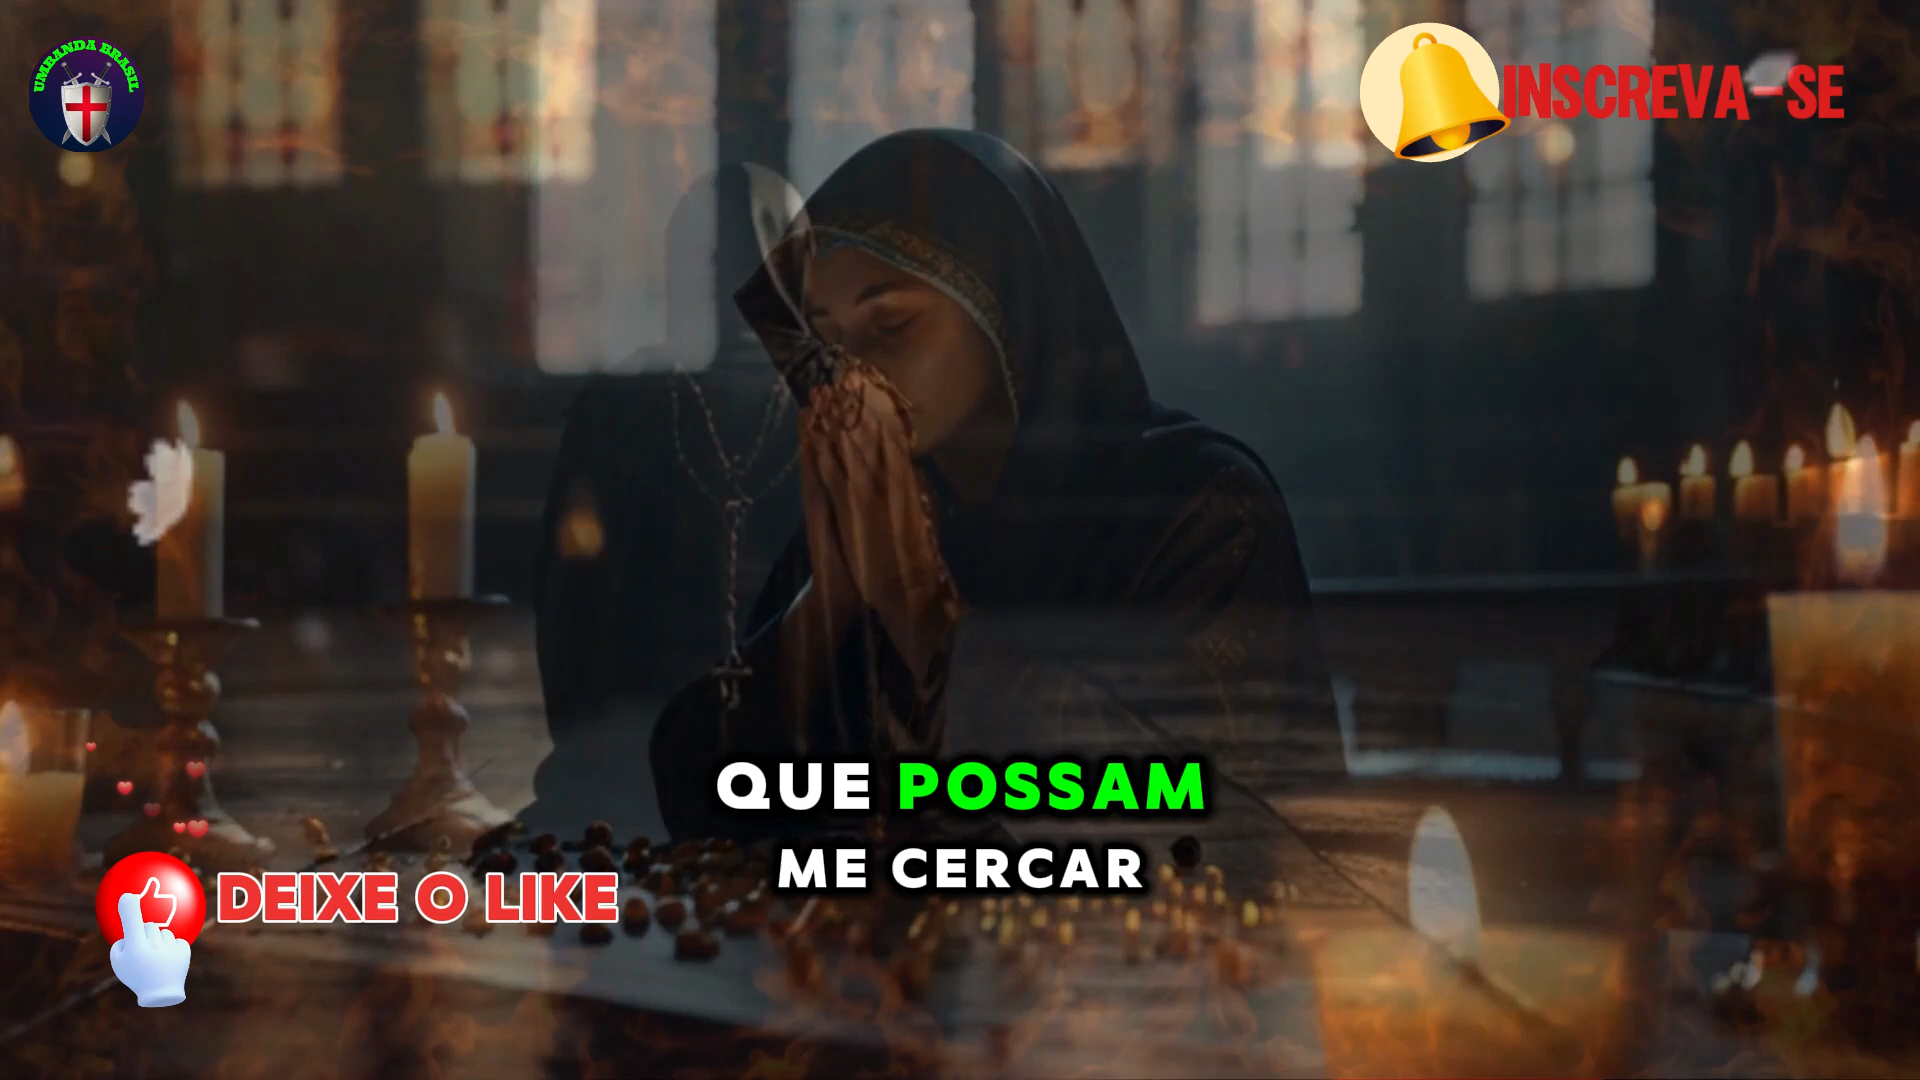 UMBANDA BRASIL
INSCREVA-SE
QUE POSSAM
ME CERCAR
DEIXE O LIKE